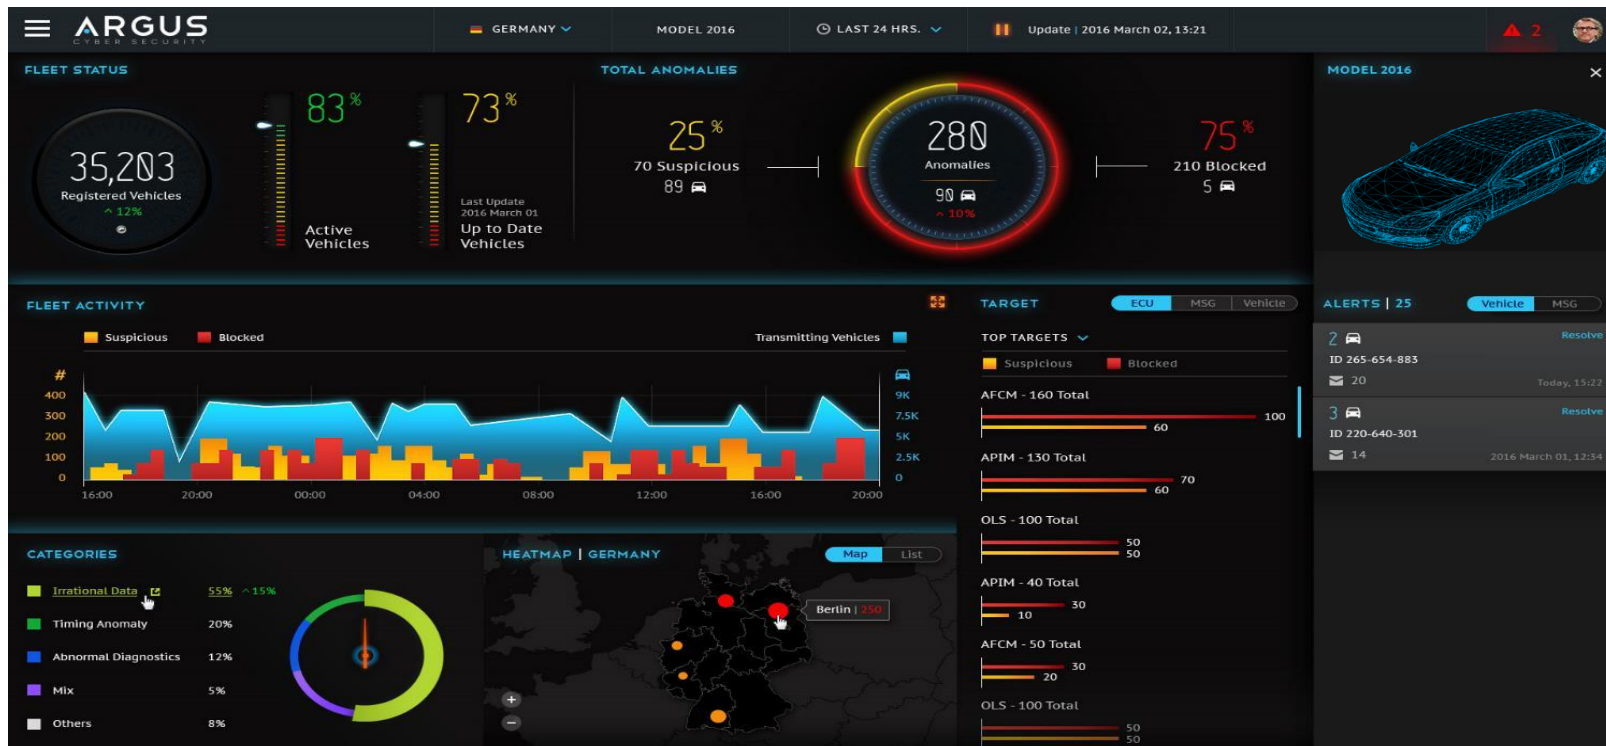 ARGUS
CYBER SECURITY
GERMANY
MODEL 2016
LAST 24 HRS.
Update | 2016 March 02, 13:21
2
FLEET STATUS
35,203
Registered Vehicles
^ 12%
83%
Active
Vehicles
73%
Last Update
2016 March 01
Up to Date
Vehicles
TOTAL ANOMALIES
25%
70 Suspicious
89
280
Anomalies
90
^ 10%
75%
210 Blocked
5
MODEL 2016
×
FLEET ACTIVITY
Suspicious
Blocked
Transmitting Vehicles
#
400
300
200
100
0
9K
7.5K
5K
2.5K
0
16:00 20:00 00:00 04:00 08:00 12:00 16:00 20:00
TARGET
ECU MSG Vehicle
TOP TARGETS
Suspicious Blocked
AFCM - 160 Total
100
60
APIM - 130 Total
70
60
OLS - 100 Total
50
50
APIM - 40 Total
30
10
AFCM - 50 Total
30
20
OLS - 100 Total
50
50
ALERTS | 25
Vehicle MSG
2
Resolve
ID 265-654-883
20
Today, 15:22
3
Resolve
ID 220-640-301
14
2016 March 01, 12:34
CATEGORIES
Irrational Data 55% ^15%
Timing Anomaly 20%
Abnormal Diagnostics 12%
Mix 5%
Others 8%
HEATMAP | GERMANY
Map List
Berlin | 250
+
−